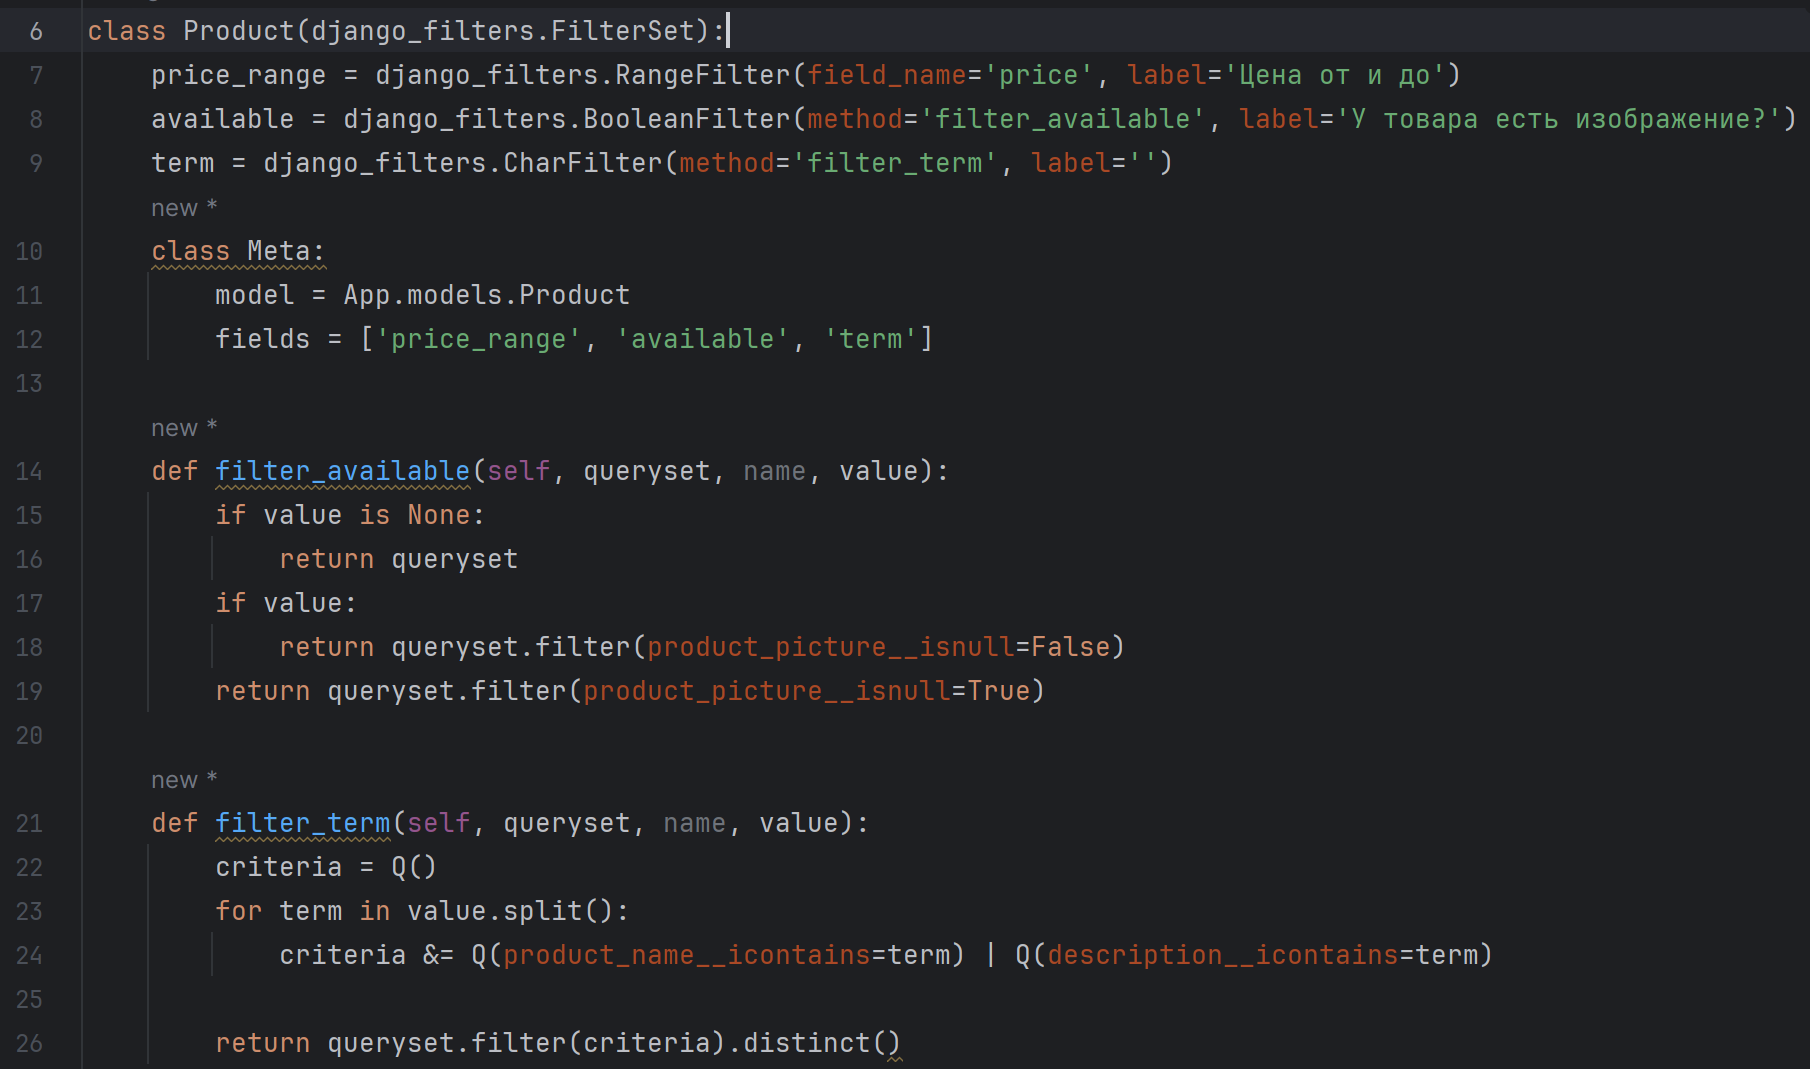 6 class Product(django_filters.FilterSet):
7 price_range = django_filters.RangeFilter(field_name='price', label='Цена от и до')
8 available = django_filters.BooleanFilter(method='filter_available', label='У товара есть изображение?')
9 term = django_filters.CharFilter(method='filter_term', label='')
new *
10 class Meta:
11 model = App.models.Product
12 fields = ['price_range', 'available', 'term']
13
new *
14 def filter_available(self, queryset, name, value):
15 if value is None:
16 return queryset
17 if value:
18 return queryset.filter(product_picture__isnull=False)
19 return queryset.filter(product_picture__isnull=True)
20
new *
21 def filter_term(self, queryset, name, value):
22 criteria = Q()
23 for term in value.split():
24 criteria &= Q(product_name__icontains=term) | Q(description__icontains=term)
25
26 return queryset.filter(criteria).distinct()